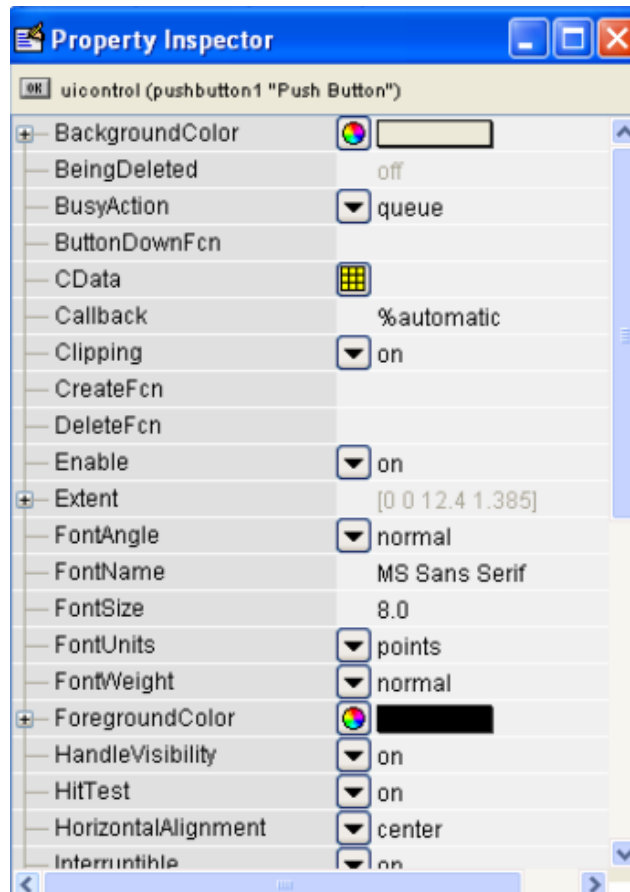 Property Inspector
OK uicontrol (pushbutton1 "Push Button")
BackgroundColor
BeingDeleted off
BusyAction queue
ButtonDownFcn
CData
Callback %automatic
Clipping on
CreateFcn
DeleteFcn
Enable on
Extent [0 0 12.4 1.385]
FontAngle normal
FontName MS Sans Serif
FontSize 8.0
FontUnits points
FontWeight normal
ForegroundColor
HandleVisibility on
HitTest on
HorizontalAlignment center
Interruptible on